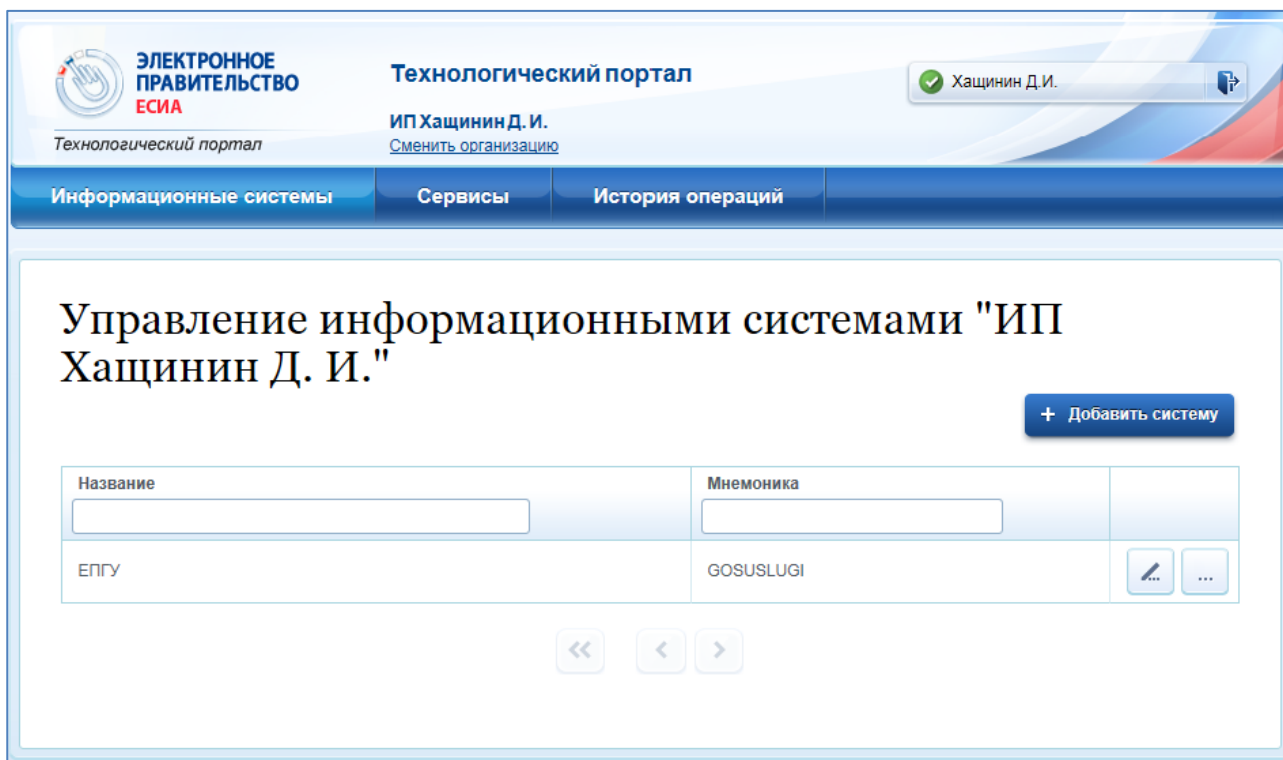 ЭЛЕКТРОННОЕ
ПРАВИТЕЛЬСТВО
ЕСИА
Технологический портал
Технологический портал
ИП Хащинин Д. И.
Сменить организацию
Хащинин Д.И.
Информационные системы
Сервисы
История операций
Управление информационными системами "ИП
Хащинин Д. И."
+ Добавить систему
Название
Мнемоника
ЕПГУ
GOSUSLUGI
...